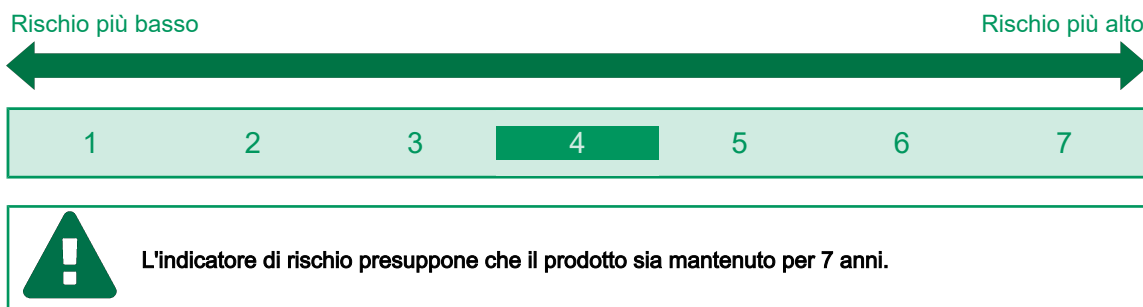 Rischio più basso Rischio più alto
1 2 3 4 5 6 7
L'indicatore di rischio presuppone che il prodotto sia mantenuto per 7 anni.